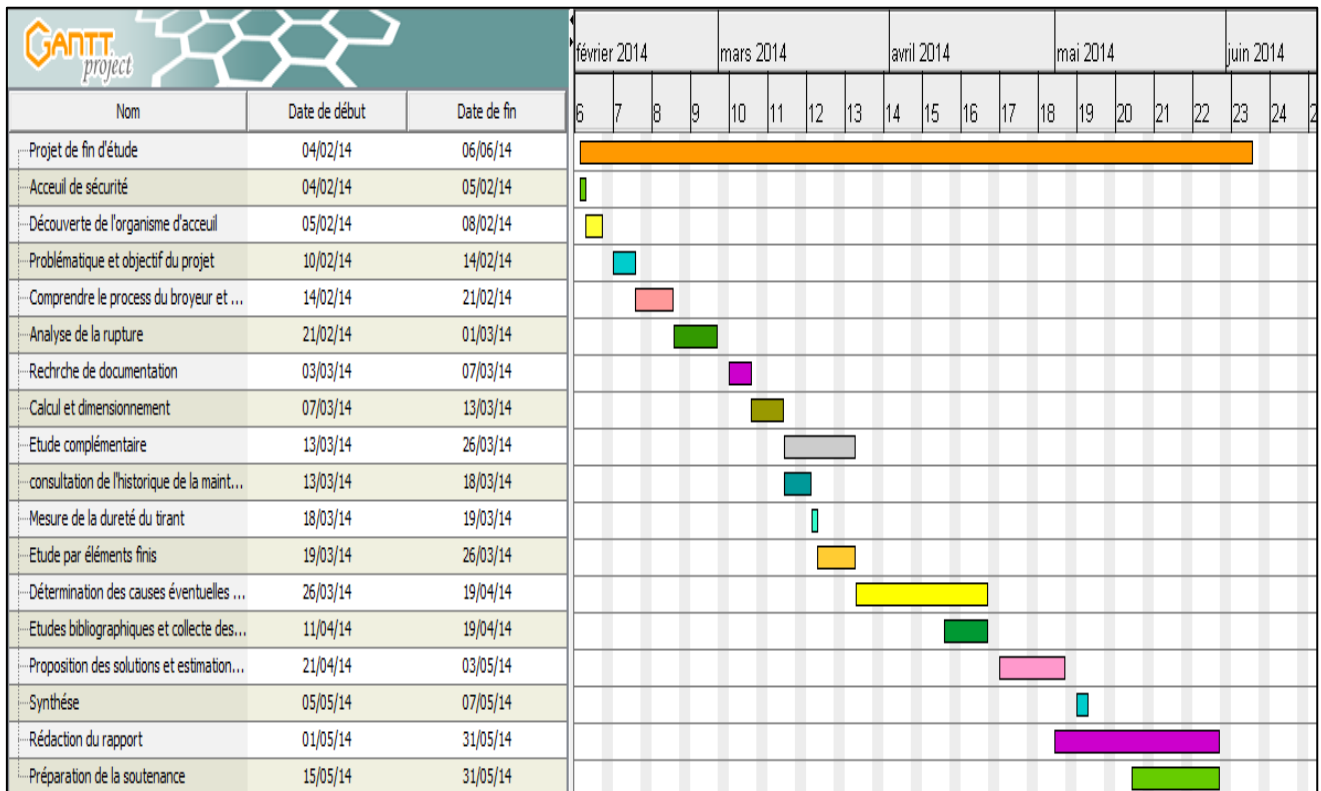 GANTT
project
février 2014 mars 2014 avril 2014 mai 2014 juin 2014
Nom Date de début Date de fin 6 7 8 9 10 11 12 13 14 15 16 17 18 19 20 21 22 23 24 2
Projet de fin d'étude 04/02/14 06/06/14
Acceuil de sécurité 04/02/14 05/02/14
Découverte de l'organisme d'acceuil 05/02/14 08/02/14
Problématique et objectif du projet 10/02/14 14/02/14
Comprendre le process du broyeur et ... 14/02/14 21/02/14
Analyse de la rupture 21/02/14 01/03/14
Rechrche de documentation 03/03/14 07/03/14
Calcul et dimensionnement 07/03/14 13/03/14
Etude complémentaire 13/03/14 26/03/14
consultation de l'historique de la maint... 13/03/14 18/03/14
Mesure de la dureté du tirant 18/03/14 19/03/14
Etude par éléments finis 19/03/14 26/03/14
Détermination des causes éventuelles ... 26/03/14 19/04/14
Etudes bibliographiques et collecte des... 11/04/14 19/04/14
Proposition des solutions et estimation... 21/04/14 03/05/14
Synthése 05/05/14 07/05/14
Rédaction du rapport 01/05/14 31/05/14
Préparation de la soutenance 15/05/14 31/05/14